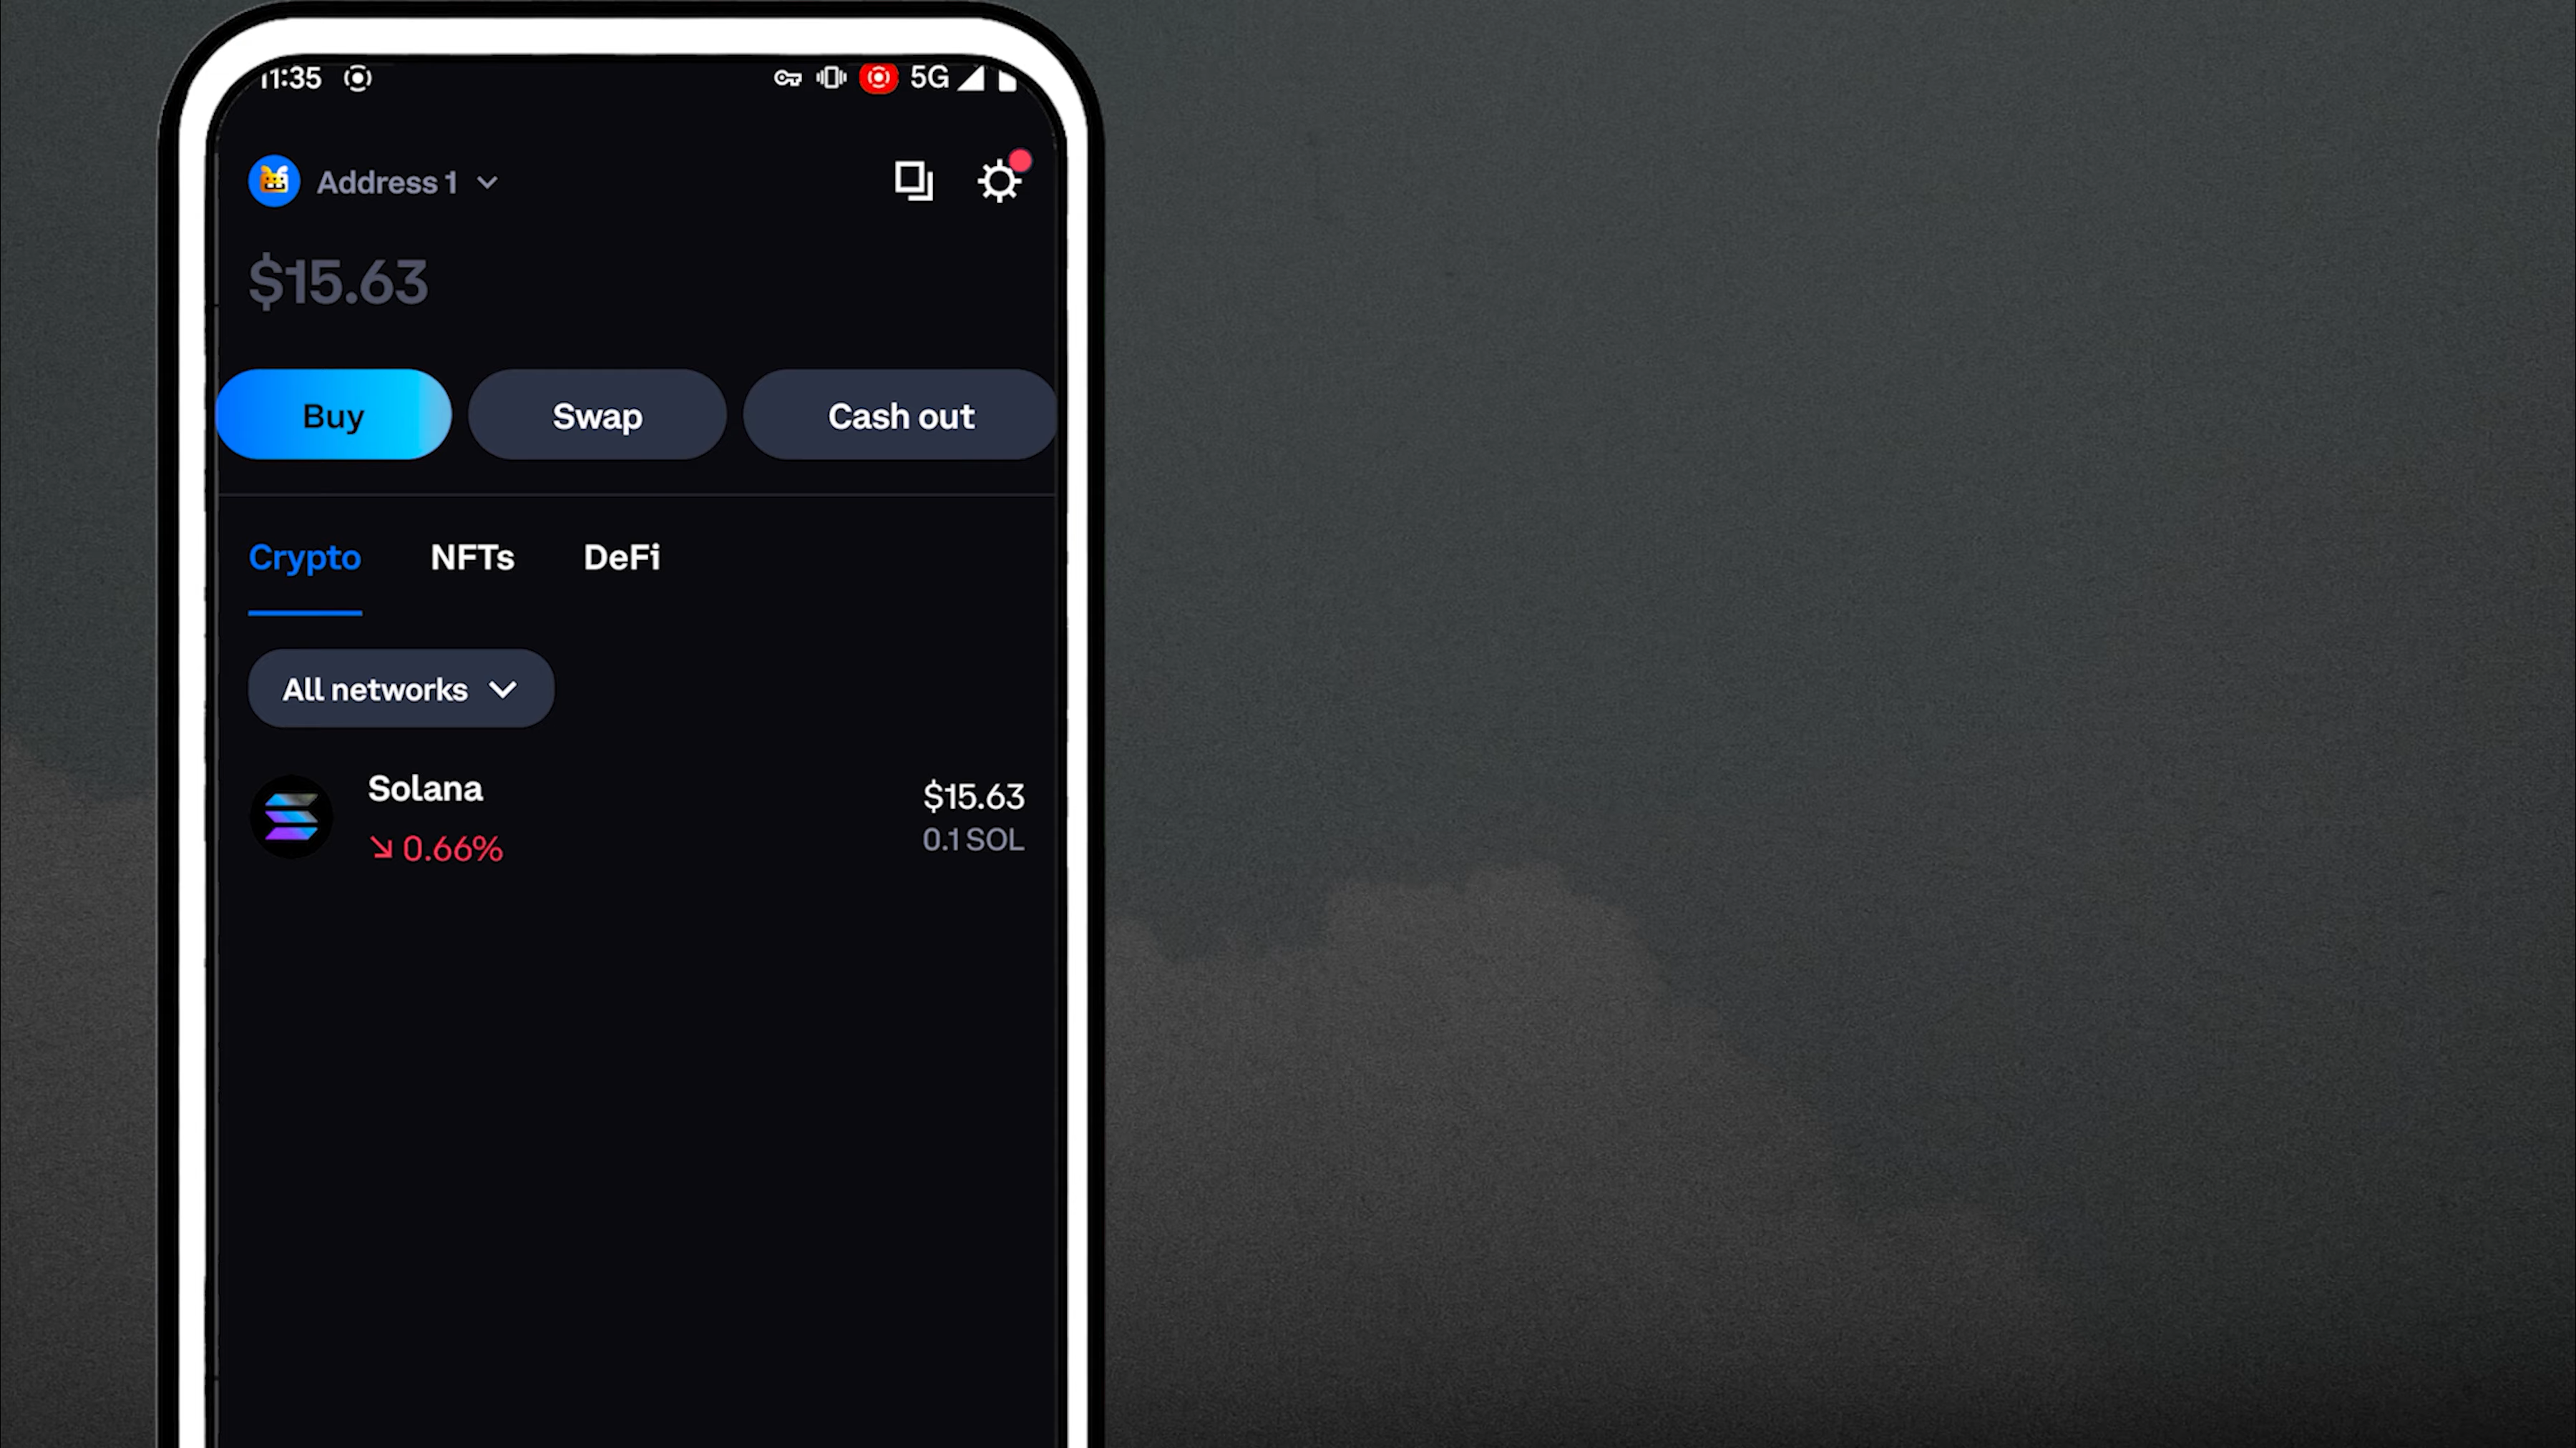 11:35 5G
Address 1
$15.63
Buy Swap Cash out
Crypto NFTs DeFi
All networks
Solana
$15.63
0.66%
0.1 SOL